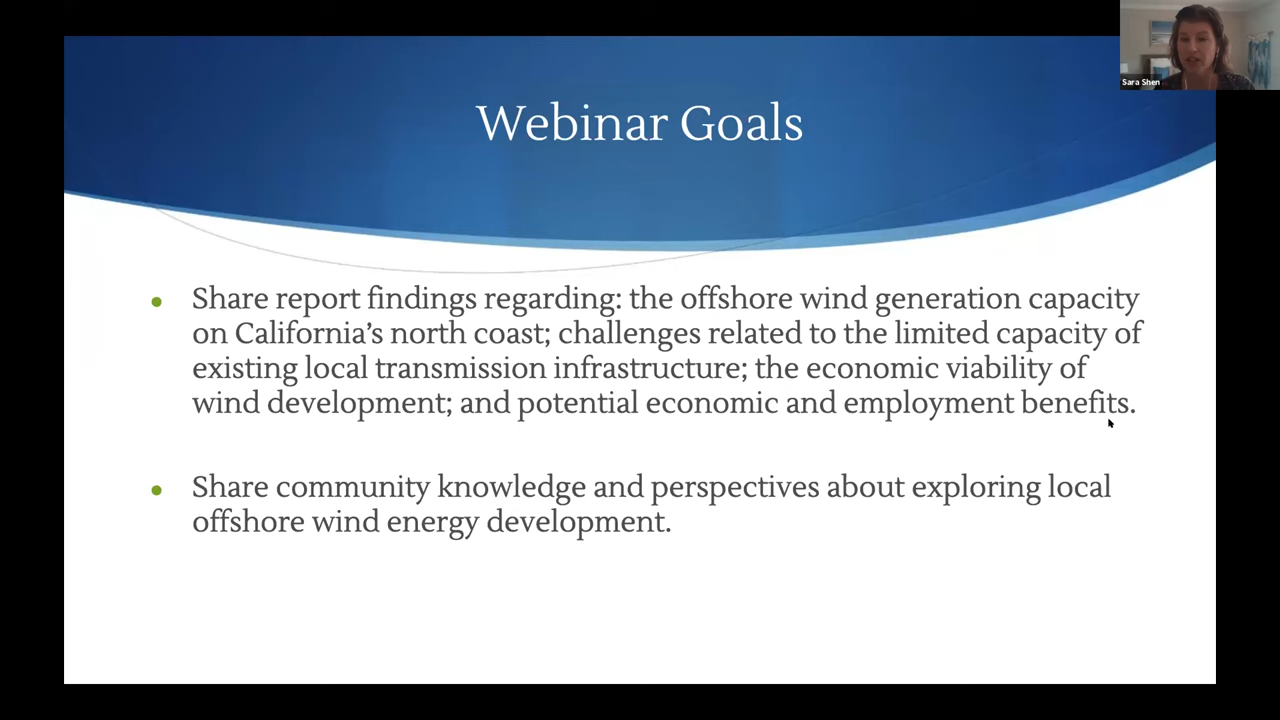 Sara Shen
Webinar Goals
Share report findings regarding: the offshore wind generation capacity
on California's north coast; challenges related to the limited capacity of
existing local transmission infrastructure; the economic viability of
wind development; and potential economic and employment benefits.
Share community knowledge and perspectives about exploring local
offshore wind energy development.